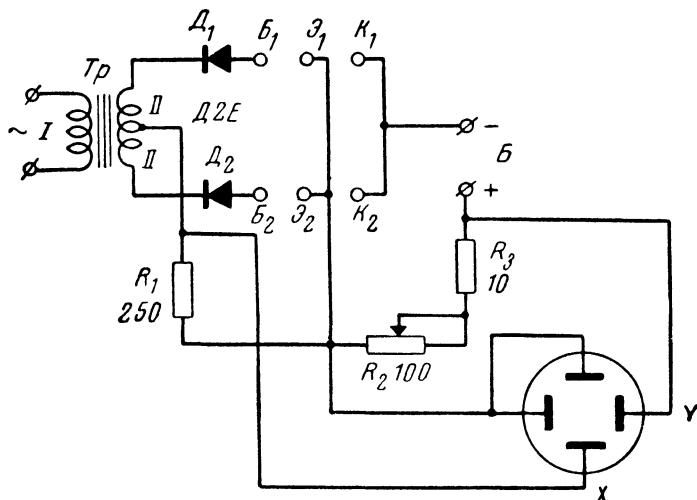 Д₁ Б₁ Э₁ К₁
Тр
~ I II Д2Е
II Д₂
Б₂ Э₂ К₂
− Б +
R₁ 250
R₂ 100
R₃ 10
Y
X